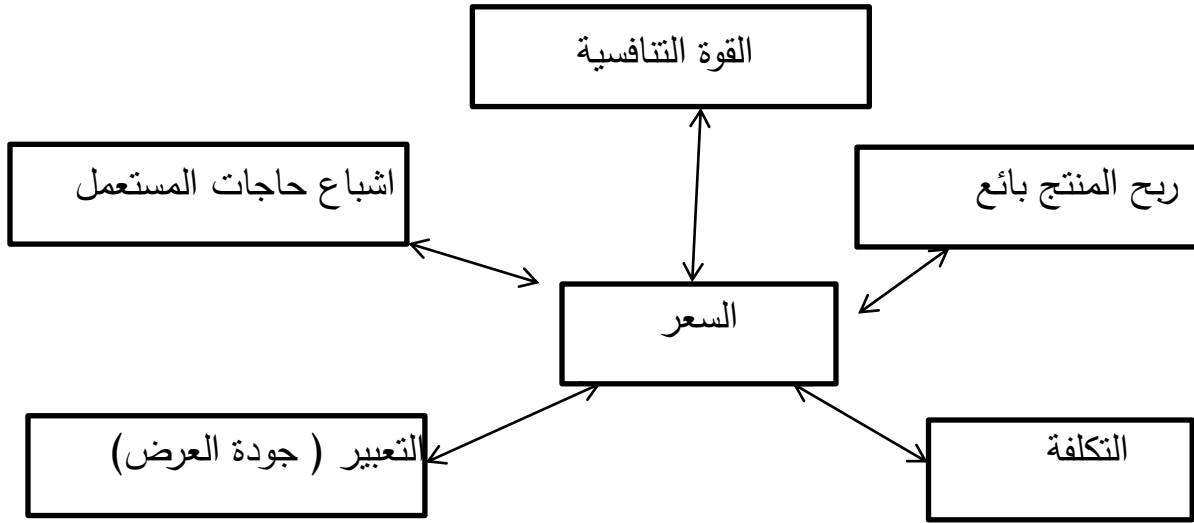 القوة التنافسية
ربح المنتج بائع
اشباع حاجات المستعمل
السعر
التكلفة
التعبير ( جودة العرض)